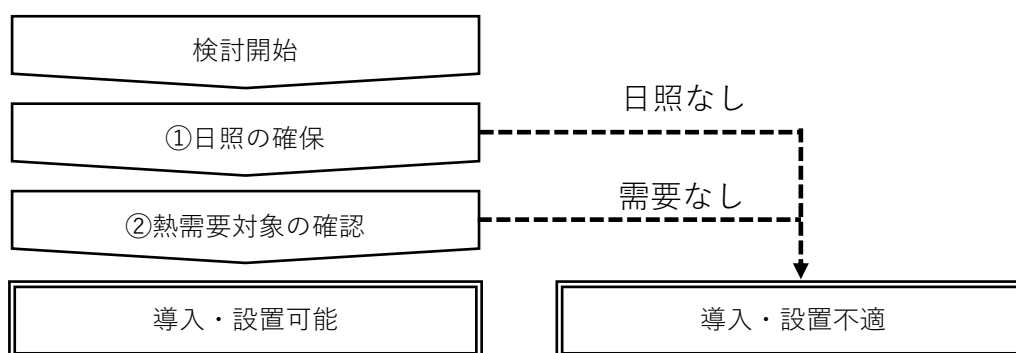 検討開始
日照なし
①日照の確保
需要なし
②熱需要対象の確認
導入・設置可能
導入・設置不適